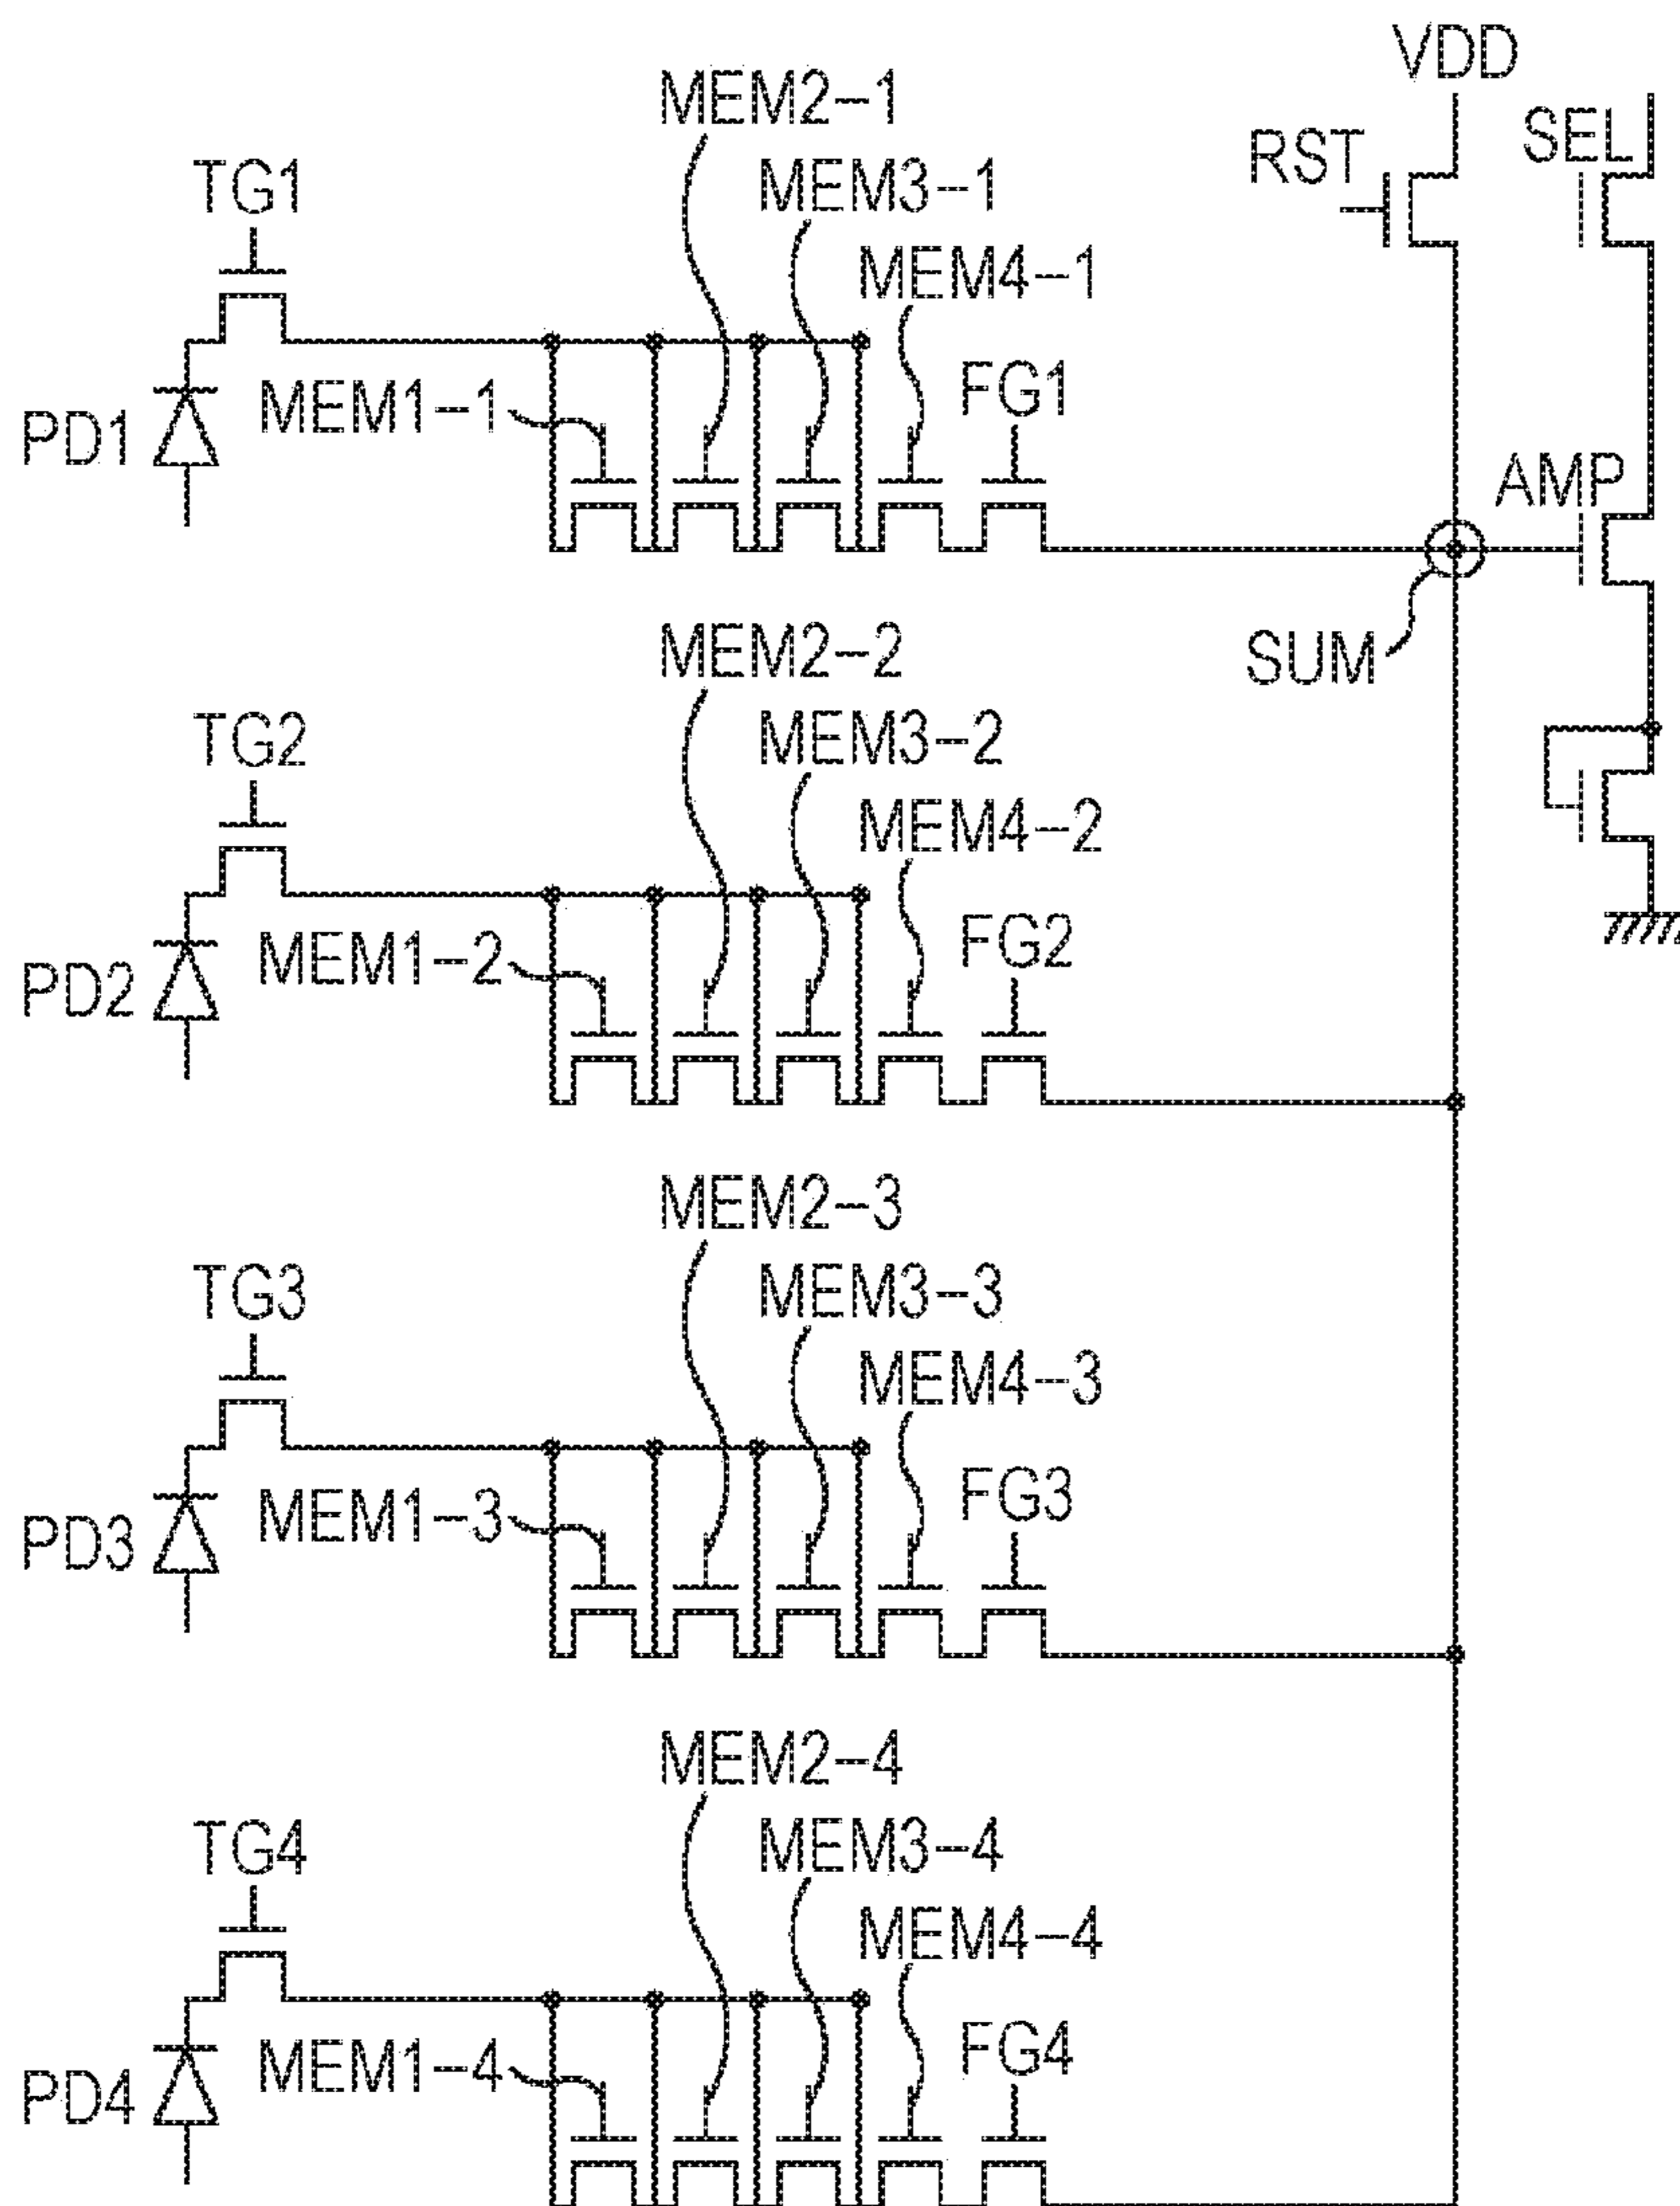 VDD
MEM2-1
RST
SEL
TG1
MEM3-1
MEM4-1
MEM1-1
FG1
PD1
AMP
SUM
MEM2-2
TG2
MEM3-2
MEM4-2
MEM1-2
FG2
PD2
MEM2-3
TG3
MEM3-3
MEM4-3
MEM1-3
FG3
PD3
MEM2-4
TG4
MEM3-4
MEM4-4
MEM1-4
FG4
PD4